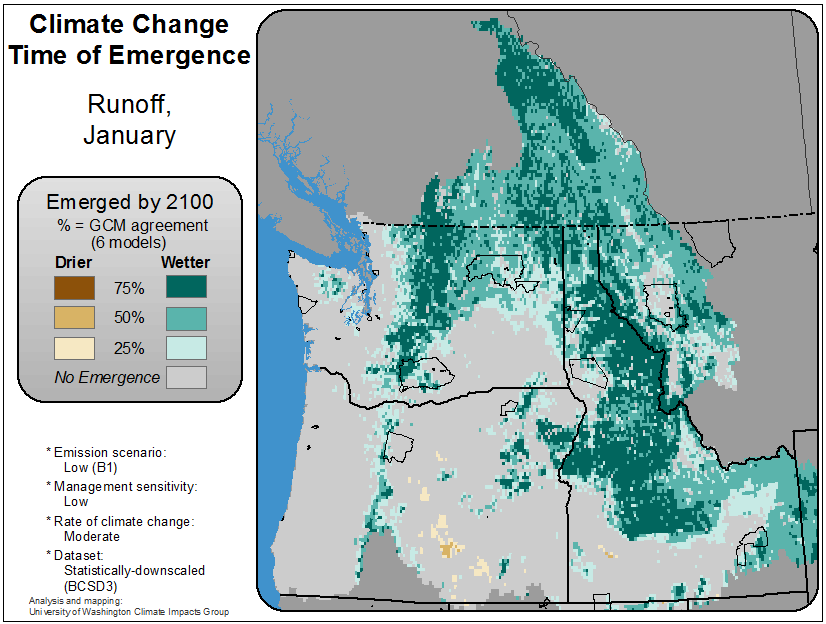 Climate Change
Time of Emergence
Runoff,
January
Emerged by 2100
% = GCM agreement
(6 models)
Drier Wetter
75%
50%
25%
No Emergence
* Emission scenario:
Low (B1)
* Management sensitivity:
Low
* Rate of climate change:
Moderate
* Dataset:
Statistically-downscaled
(BCSD3)
Analysis and mapping:
University of Washington Climate Impacts Group